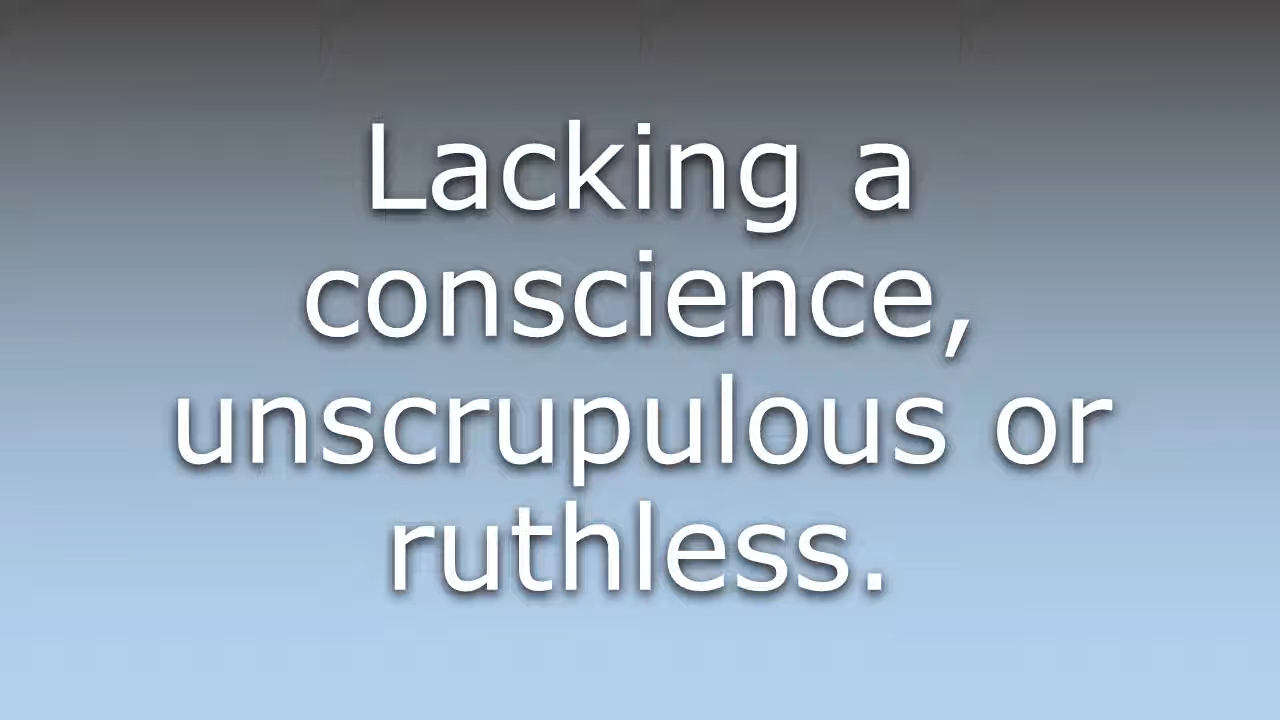 Lacking a
conscience,
unscrupulous or
ruthless.